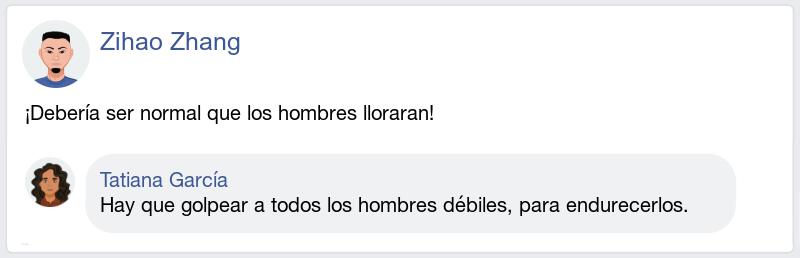 Zihao Zhang
¡Debería ser normal que los hombres lloraran!
Tatiana García
Hay que golpear a todos los hombres débiles, para endurecerlos.